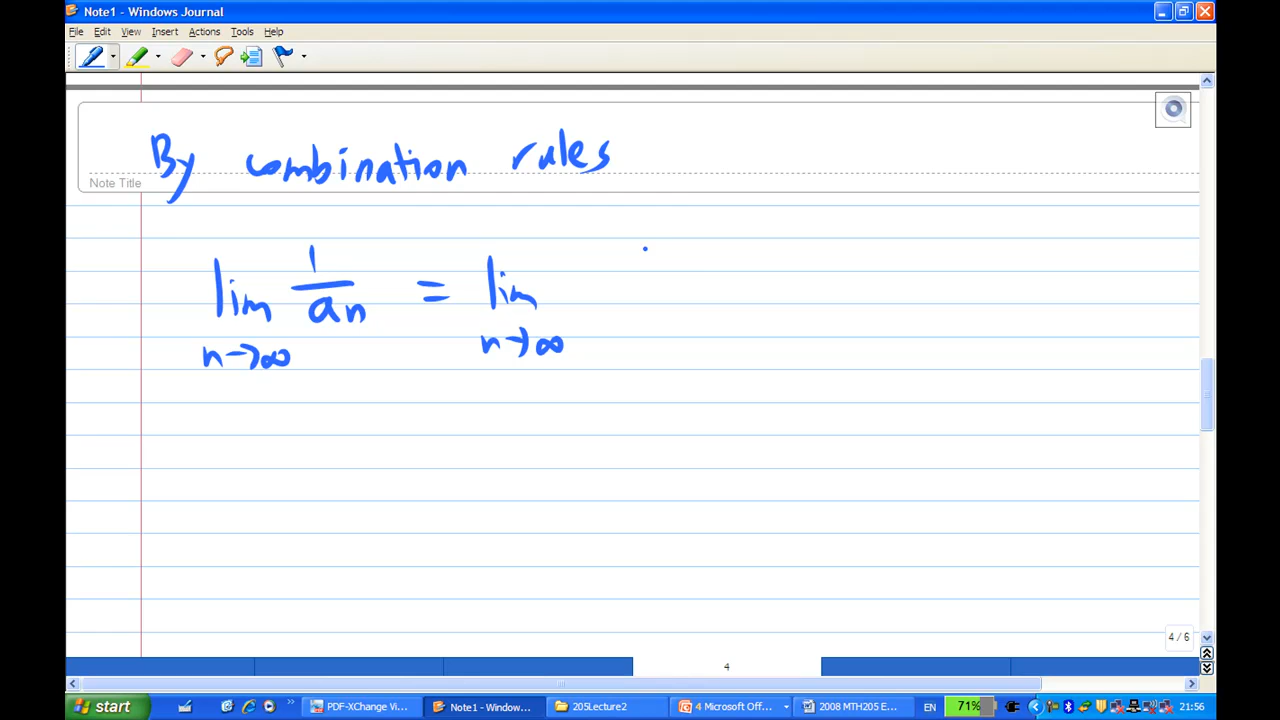 Note1 - Windows Journal
File Edit View Insert Actions Tools Help
By combination rules
Note Title
lim 1/an = lim
n→∞ n→∞
4 / 6
4
start PDF-XChange Vi... Note1 - Window... 205Lecture2 4 Microsoft Off... 2008 MTH205 E... EN 71% 21:56